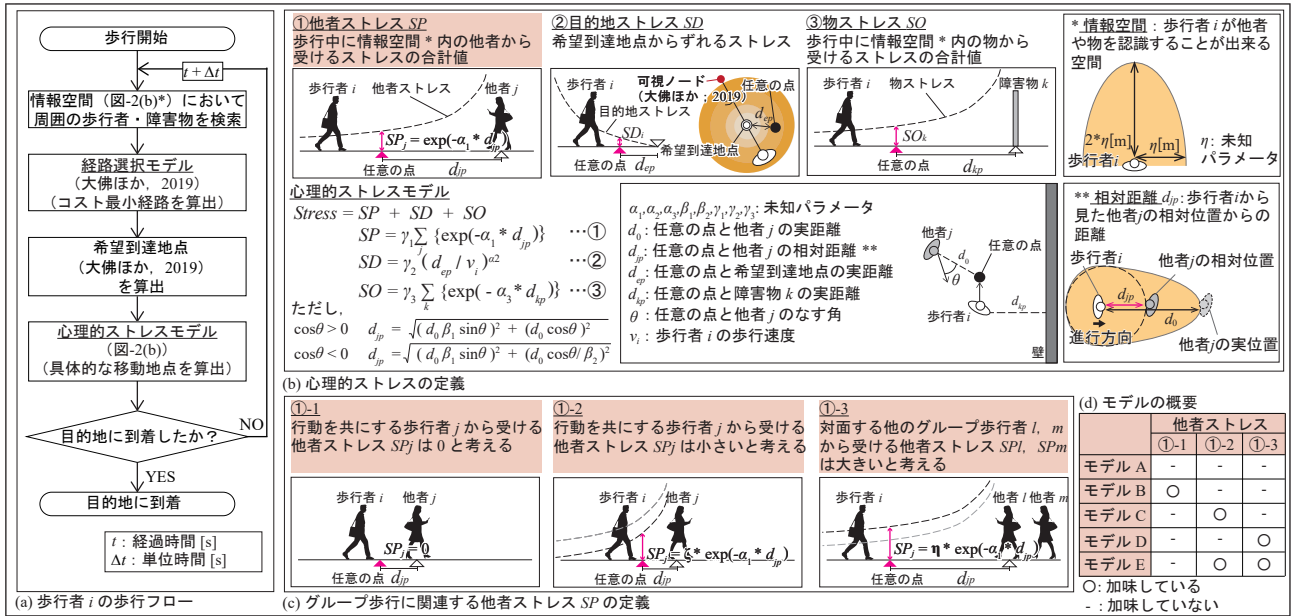 歩行開始
t + Δt
情報空間（図-2(b)*）において
周囲の歩行者・障害物を検索
経路選択モデル
（大佛ほか，2019）
（コスト最小経路を算出）
希望到達地点
（大佛ほか，2019）
を算出
心理的ストレスモデル
（図-2(b)）
（具体的な移動地点を算出）
目的地に到着したか？
NO
YES
目的地に到着
t：経過時間 [s]
Δt：単位時間 [s]
(a) 歩行者 i の歩行フロー
①他者ストレス SP
歩行中に情報空間 * 内の他者から
受けるストレスの合計値
歩行者 i
他者ストレス
他者 j
SPj = exp(-α1 * djp)
任意の点
djp
②目的地ストレス SD
希望到達地点からずれるストレス
歩行者 i
可視ノード
（大佛ほか；2019）
任意の点
目的地ストレス
dep
SDi
希望到達地点
任意の点
dep
③物ストレス SO
歩行中に情報空間 * 内の物から
受けるストレスの合計値
歩行者 i
物ストレス
障害物 k
SOk
任意の点
dkp
* 情報空間：歩行者 i が他者
や物を認識することが出来る
空間
2*η[m]
η[m]
歩行者i
η: 未知
パラメータ
心理的ストレスモデル
Stress = SP + SD + SO
SP = γ1∑j {exp(-α1* djp)} …①
SD = γ2 ( dep / vi )α2 …②
SO = γ3 ∑k {exp( - α3* dkp)} …③
ただし，
cosθ > 0 djp = √( d0 β1 sinθ )2 + (d0 cosθ )2
cosθ < 0 djp = √( d0 β1 sinθ )2 + (d0 cosθ/ β2 )2
α1,α2,α3,β1,β2,γ1,γ2,γ3: 未知パラメータ
d0: 任意の点と他者 j の実距離
djp: 任意の点と他者 j の相対距離 **
dep: 任意の点と希望到達地点の実距離
dkp: 任意の点と障害物 k の実距離
θ : 任意の点と他者 j のなす角
vi : 歩行者 i の歩行速度
他者j
任意の点
d0
θ
dkp
歩行者i
壁
** 相対距離 djp: 歩行者iから
見た他者jの相対位置からの
距離
歩行者i
他者jの相対位置
djp
d0
進行方向
他者jの実位置
(b) 心理的ストレスの定義
①-1
行動を共にする歩行者 j から受ける
他者ストレス SPj は 0 と考える
歩行者 i
他者 j
SPj = 0
任意の点
djp
①-2
行動を共にする歩行者 j から受ける
他者ストレス SPj は小さいと考える
歩行者 i
他者 j
SPj = ξ* exp(-α1 * djp)
任意の点
djp
①-3
対面する他のグループ歩行者 l, m
から受ける他者ストレス SPl, SPm
は大きいと考える
歩行者 i
他者 l 他者 m
SPj = η* exp(-α1 * djp)
任意の点
djp
(c) グループ歩行に関連する他者ストレス SP の定義
(d) モデルの概要
他者ストレス
①-1 ①-2 ①-3
モデル A - - -
モデル B ○ - -
モデル C - ○ -
モデル D - - ○
モデル E - ○ ○
○: 加味している
- : 加味していない